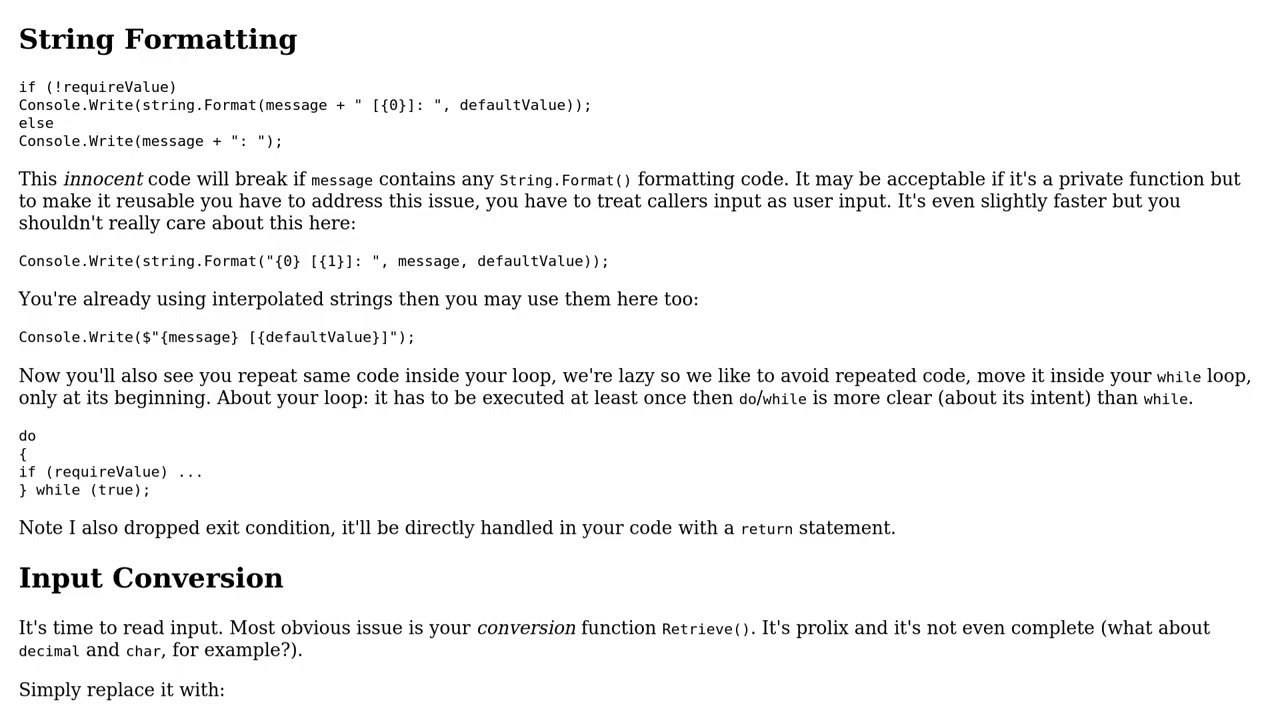 String Formatting
if (!requireValue)
Console.Write(string.Format(message + " [{0}]: ", defaultValue));
else
Console.Write(message + ": ");
This innocent code will break if message contains any String.Format() formatting code. It may be acceptable if it's a private function but
to make it reusable you have to address this issue, you have to treat callers input as user input. It's even slightly faster but you
shouldn't really care about this here:
Console.Write(string.Format("{0} [{1}]: ", message, defaultValue));
You're already using interpolated strings then you may use them here too:
Console.Write($"{message} [{defaultValue}]");
Now you'll also see you repeat same code inside your loop, we're lazy so we like to avoid repeated code, move it inside your while loop,
only at its beginning. About your loop: it has to be executed at least once then do/while is more clear (about its intent) than while.
do
{
if (requireValue) ...
} while (true);
Note I also dropped exit condition, it'll be directly handled in your code with a return statement.
Input Conversion
It's time to read input. Most obvious issue is your conversion function Retrieve(). It's prolix and it's not even complete (what about
decimal and char, for example?).
Simply replace it with: